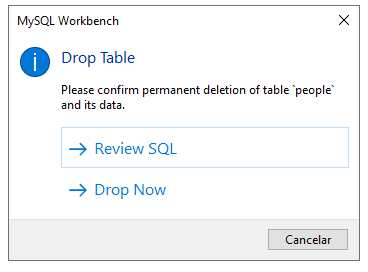 MySQL Workbench
Drop Table
Please confirm permanent deletion of table `people`
and its data.
Review SQL
Drop Now
Cancelar